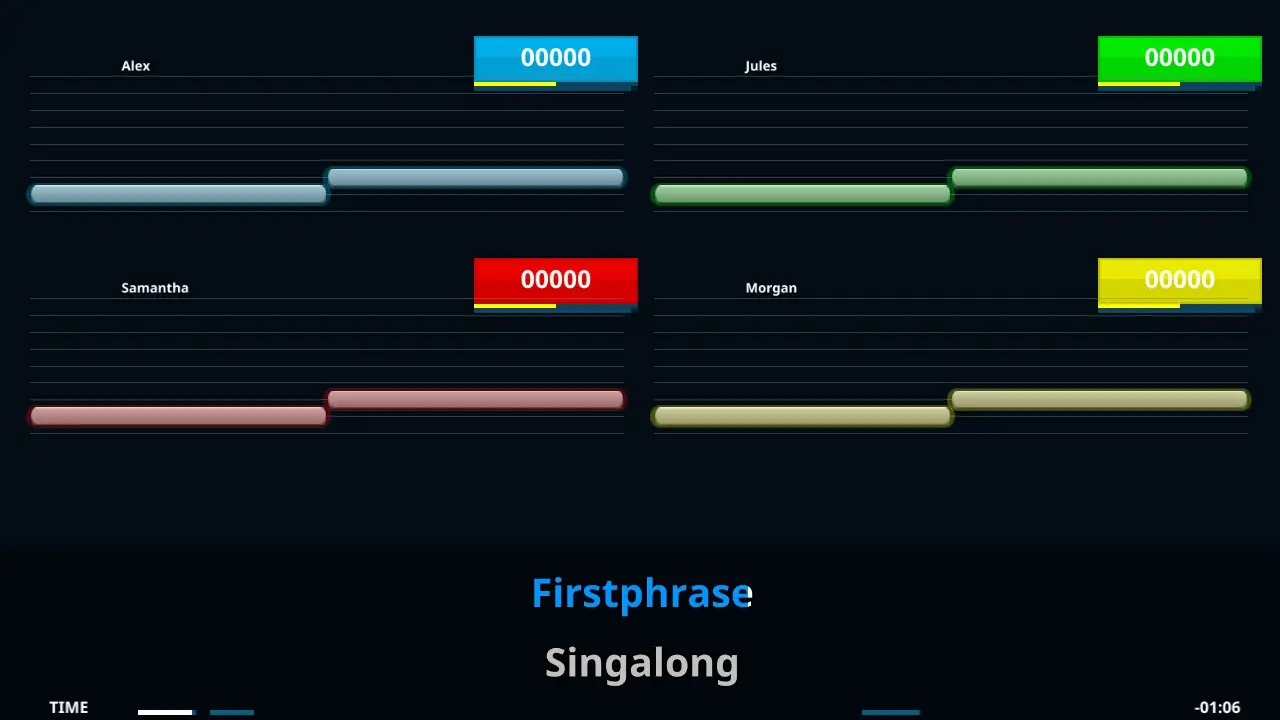 Alex
00000
Jules
00000
Samantha
00000
Morgan
00000
Firstphrase
Singalong
TIME
-01:06